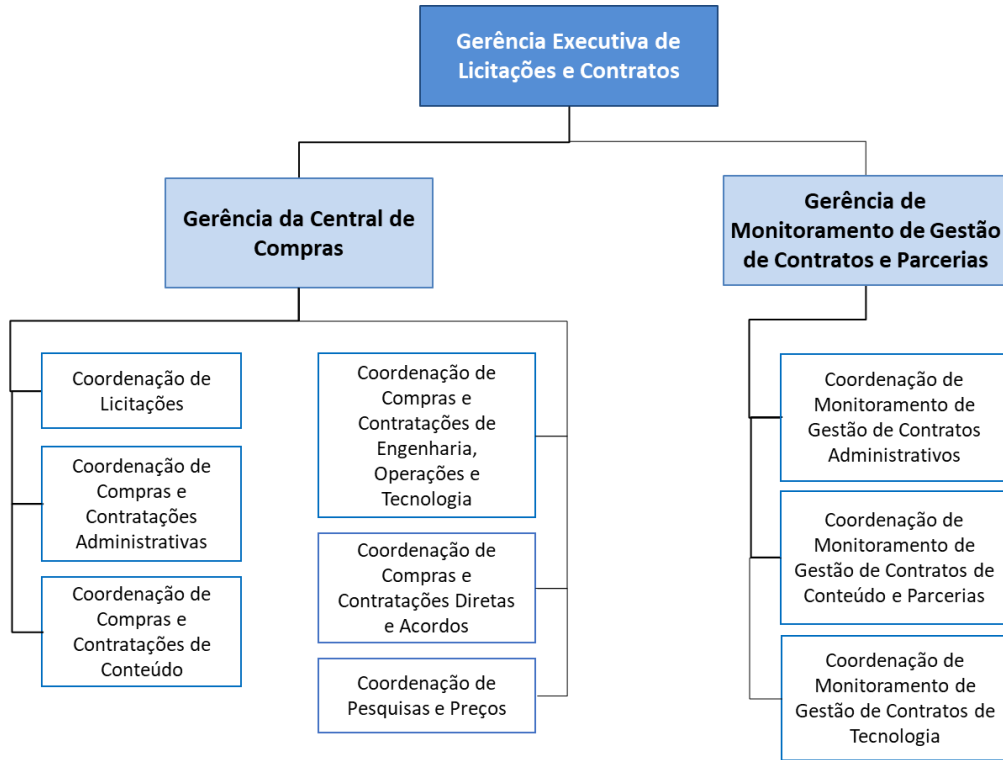 Gerência Executiva de
Licitações e Contratos
Gerência da Central de
Compras
Gerência de
Monitoramento de Gestão
de Contratos e Parcerias
Coordenação de
Licitações
Coordenação de
Compras e
Contratações
Administrativas
Coordenação de
Compras e
Contratações de
Conteúdo
Coordenação de
Compras e
Contratações de
Engenharia,
Operações e
Tecnologia
Coordenação de
Compras e
Contratações Diretas
e Acordos
Coordenação de
Pesquisas e Preços
Coordenação de
Monitoramento de
Gestão de Contratos
Administrativos
Coordenação de
Monitoramento de
Gestão de Contratos de
Conteúdo e Parcerias
Coordenação de
Monitoramento de
Gestão de Contratos de
Tecnologia